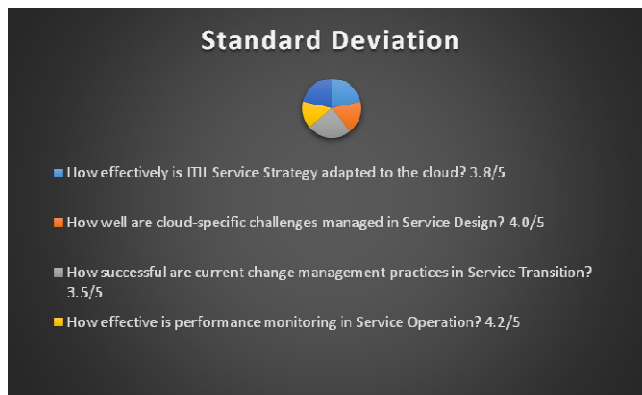 Standard Deviation
How effectively is ITIL Service Strategy adapted to the cloud? 3.8/5
How well are cloud-specific challenges managed in Service Design? 4.0/5
How successful are current change management practices in Service Transition?
3.5/5
How effective is performance monitoring in Service Operation? 4.2/5